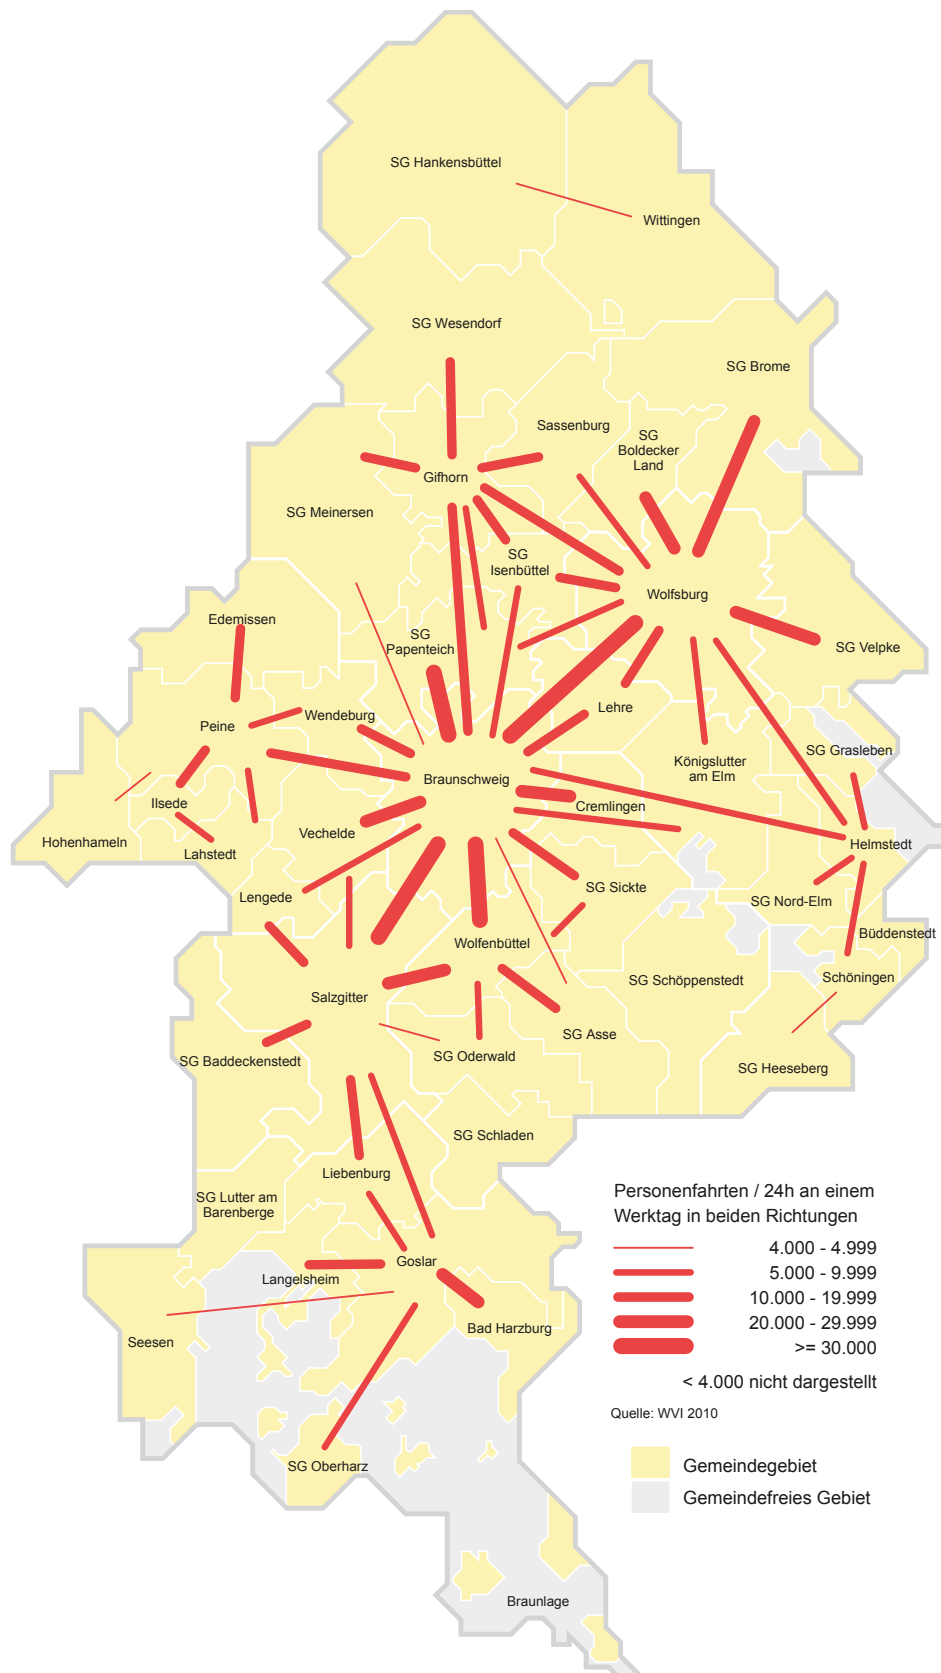 SG Hankensbüttel
Wittingen
SG Wesendorf
SG Brome
Sassenburg
SG
Boldecker
Land
Gifhorn
SG Meinersen
SG
Isenbüttel
Wolfsburg
Edemissen
SG
Papenteich
SG Velpke
Peine
Wendeburg
Lehre
SG Grasleben
Königslutter
am Elm
Braunschweig
Ilsede
Cremlingen
Hohenhameln
Vechelde
Helmstedt
Lahstedt
SG Sickte
Lengede
SG Nord-Elm
Büddenstedt
Wolfenbüttel
SG Schöppenstedt
Schöningen
Salzgitter
SG Asse
SG Oderwald
SG Baddeckenstedt
SG Heeseberg
SG Schladen
Liebenburg
SG Lutter am
Barenberge
Goslar
Langelsheim
Bad Harzburg
Seesen
SG Oberharz
Braunlage
Personenfahrten / 24h an einem
Werktag in beiden Richtungen
4.000 - 4.999
5.000 - 9.999
10.000 - 19.999
20.000 - 29.999
>= 30.000
< 4.000 nicht dargestellt
Quelle: WVI 2010
Gemeindegebiet
Gemeindefreies Gebiet